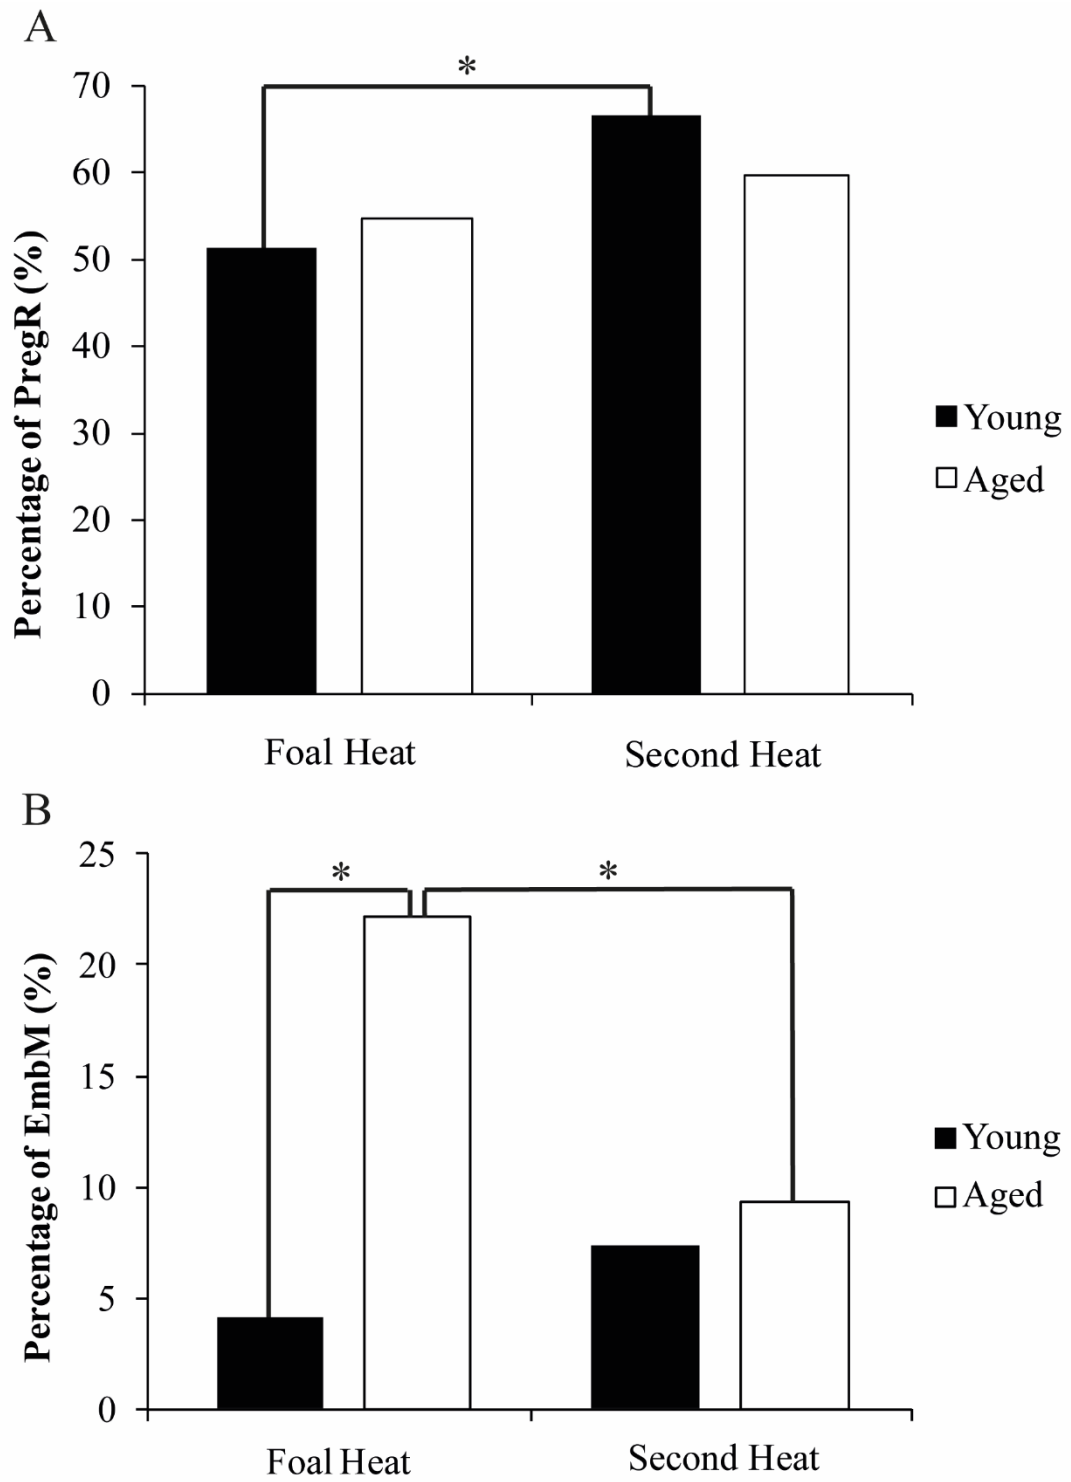 A
*
70
60
50
40
30
20
10
0
Percentage of PregR (%)
Young
Aged
Foal Heat
Second Heat
B
*
*
25
20
15
10
5
0
Percentage of EmbM (%)
Young
Aged
Foal Heat
Second Heat